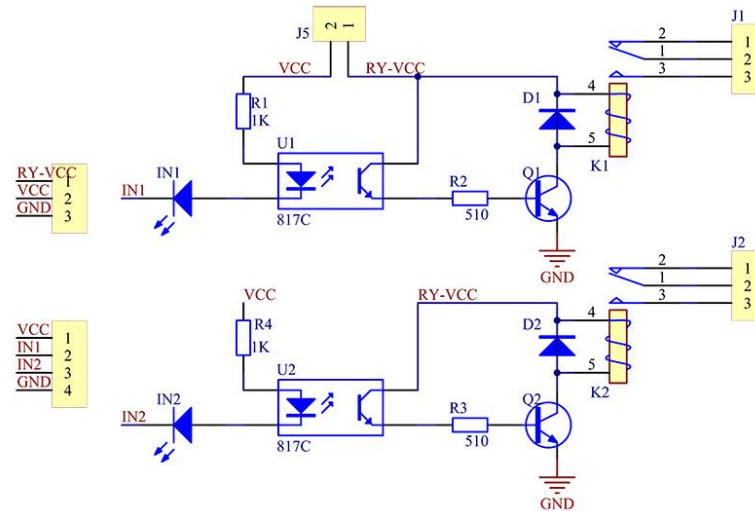 J5
2 1
VCC RY-VCC
R1
1K
U1
817C
IN1
IN1
R2
510
D1
Q1
GND
4
5
K1
J1
2 1
1 2
3 3
RY-VCC 1
VCC 2
GND 3
VCC 1
IN1 2
IN2 3
GND 4
VCC
RY-VCC
R4
1K
U2
817C
IN2
IN2
R3
510
D2
Q2
GND
4
5
K2
J2
2 1
1 2
3 3